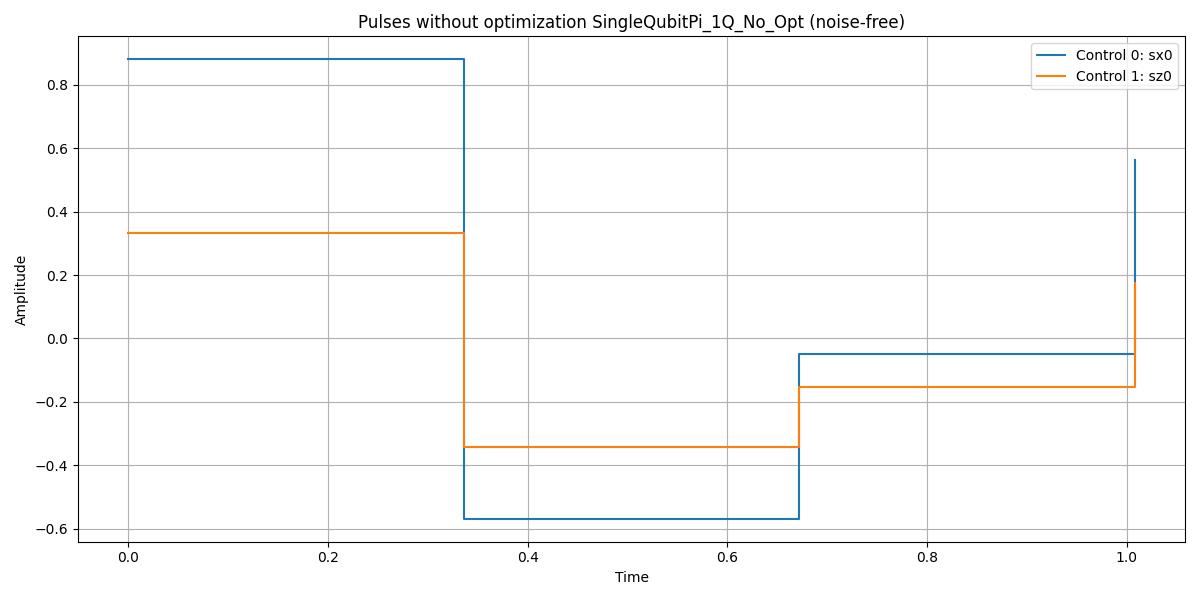 Pulses without optimization SingleQubitPi_1Q_No_Opt (noise-free)
Control 0: sx0
Control 1: sz0
Amplitude
0.8
0.6
0.4
0.2
0.0
−0.2
−0.4
−0.6
0.0 0.2 0.4 0.6 0.8 1.0
Time